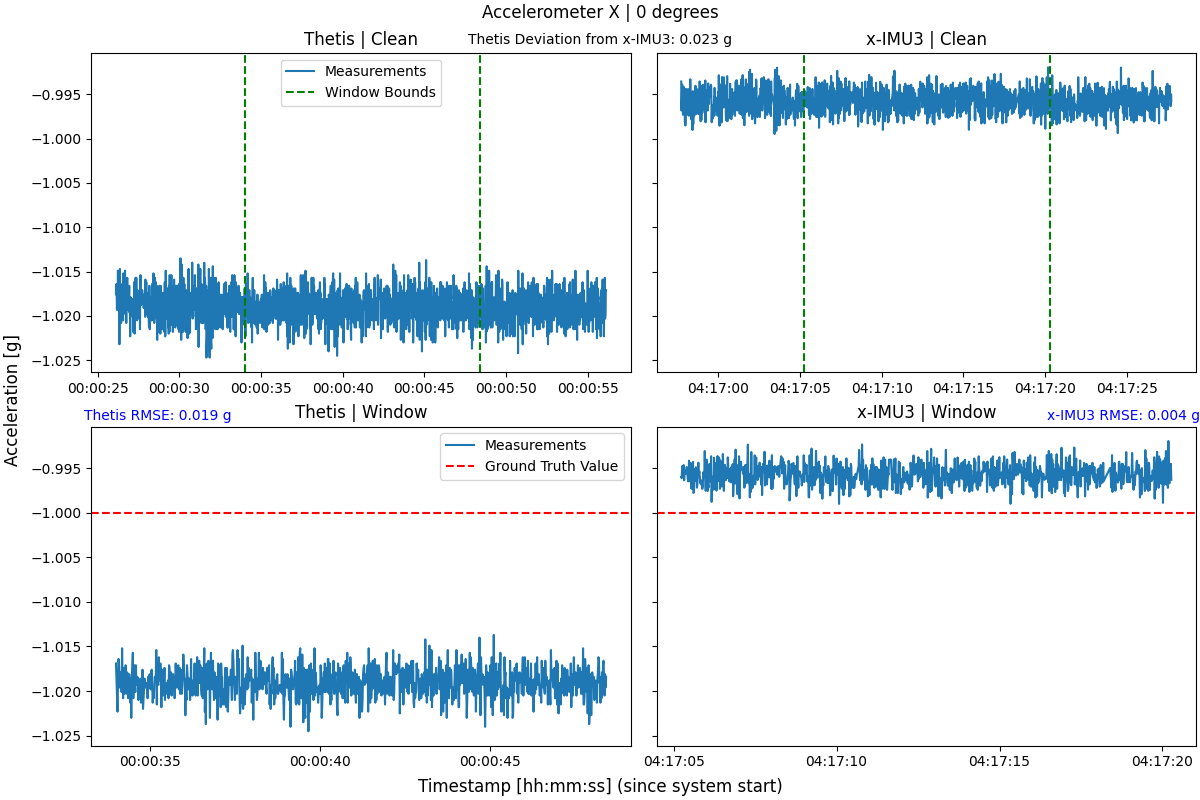 Accelerometer X | 0 degrees
Thetis | Clean
Thetis Deviation from x-IMU3: 0.023 g
x-IMU3 | Clean
Measurements
Window Bounds
−0.995
−1.000
−1.005
−1.010
−1.015
−1.020
−1.025
00:00:25 00:00:30 00:00:35 00:00:40 00:00:45 00:00:50 00:00:55
04:17:00 04:17:05 04:17:10 04:17:15 04:17:20 04:17:25
Acceleration [g]
Thetis RMSE: 0.019 g
Thetis | Window
x-IMU3 | Window
x-IMU3 RMSE: 0.004 g
Measurements
Ground Truth Value
−0.995
−1.000
−1.005
−1.010
−1.015
−1.020
−1.025
00:00:35 00:00:40 00:00:45
04:17:05 04:17:10 04:17:15 04:17:20
Timestamp [hh:mm:ss] (since system start)